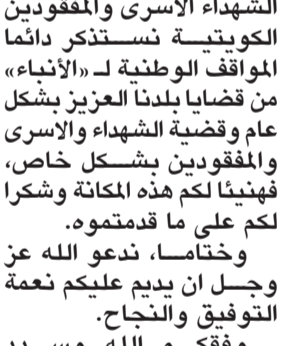 الشهداء الاسرى والمفقودين
الكويتية نستذكر دائما
المواقف الوطنية لـ «الأنباء»
من قضايا بلدنا العزيز بشكل
عام وقضية الشهداء والاسرى
والمفقودين بشكل خاص،
فهنيئا لكم هذه المكانة وشكرا
لكم على ما قدمتموه.
وختاما، ندعو الله عز
وجل ان يديم عليكم نعمة
التوفيق والنجاح.